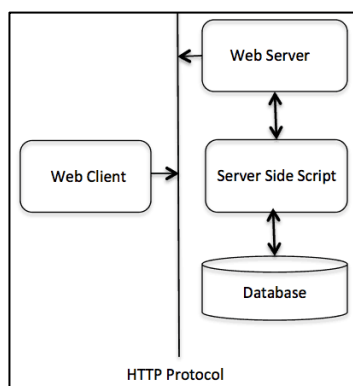 Web Server
Web Client
Server Side Script
Database
HTTP Protocol